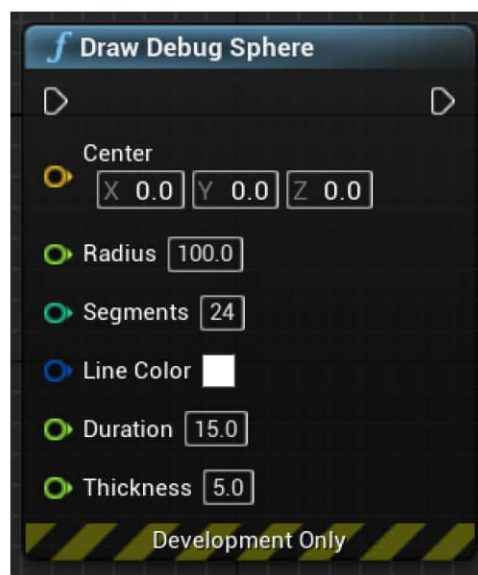 f Draw Debug Sphere
Center
X 0.0 Y 0.0 Z 0.0
Radius 100.0
Segments 24
Line Color
Duration 15.0
Thickness 5.0
Development Only